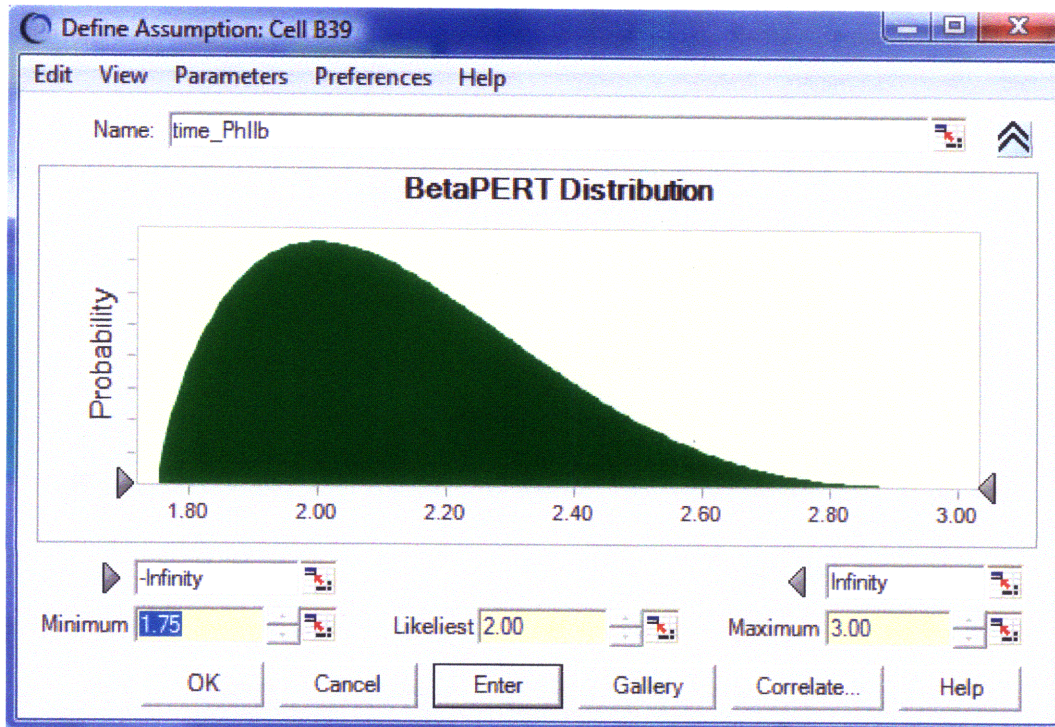 Define Assumption: Cell B39
Edit View Parameters Preferences Help
Name: time_PhIIb
BetaPERT Distribution
Probability
1.80 2.00 2.20 2.40 2.60 2.80 3.00
-Infinity Infinity
Minimum 1.75 Likeliest 2.00 Maximum 3.00
OK Cancel Enter Gallery Correlate... Help